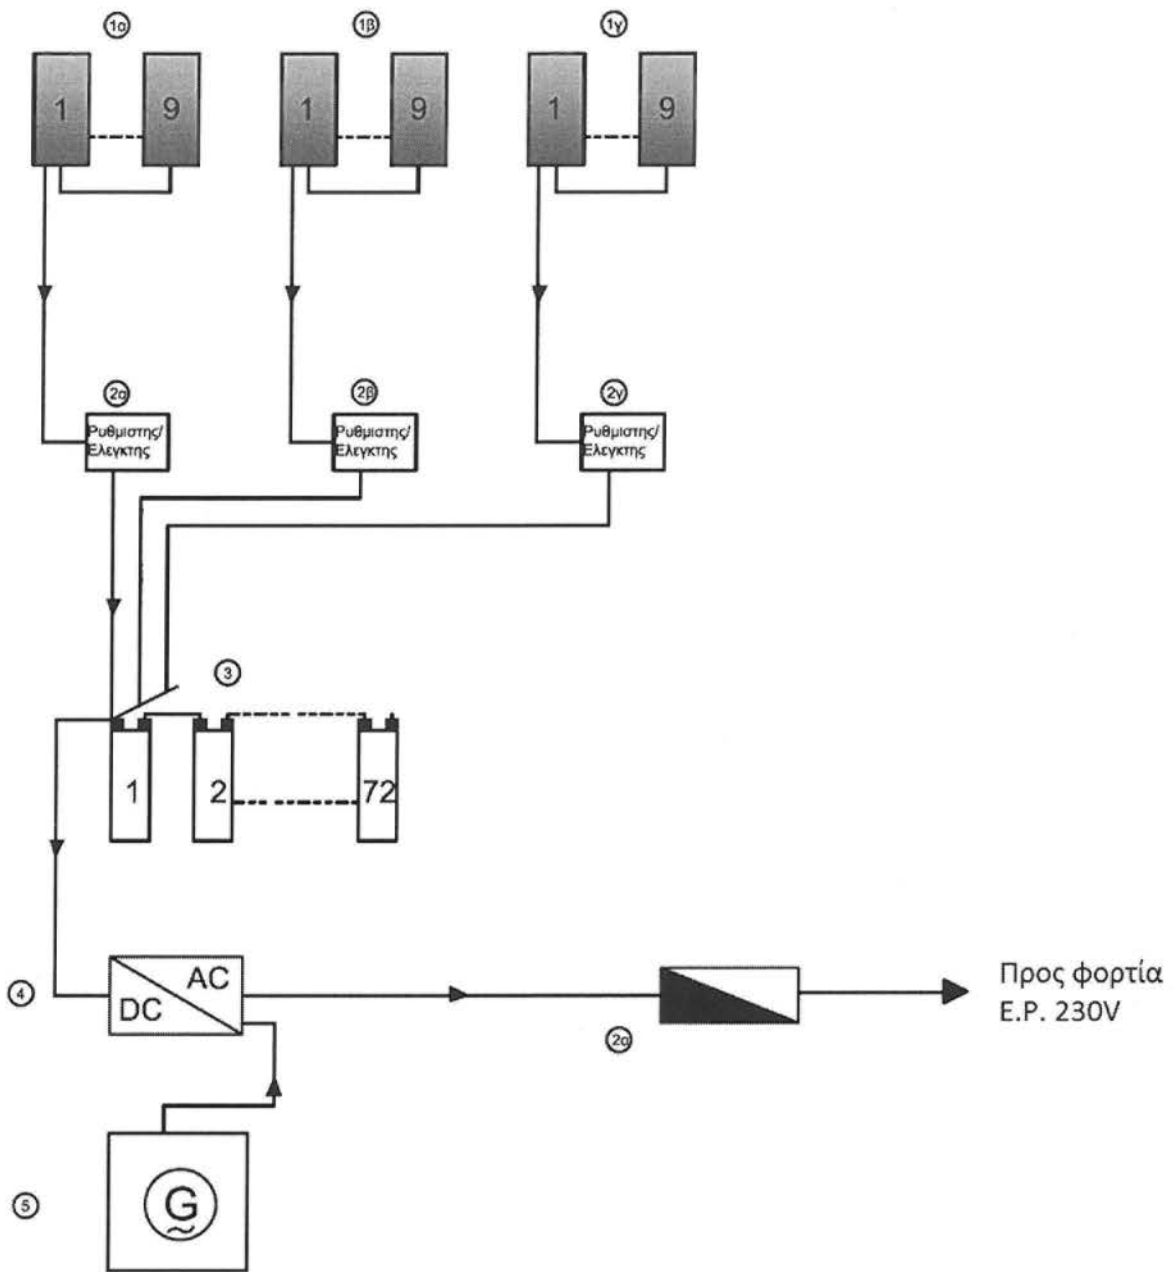 1α
1β
1γ
1
9
1
9
1
9
2α
2β
2γ
Ρυθμιστης/
Ελεγκτης
Ρυθμιστης/
Ελεγκτης
Ρυθμιστης/
Ελεγκτης
3
1
2
72
4
AC
DC
2α
Προς φορτία
Ε.Ρ. 230V
5
G
~